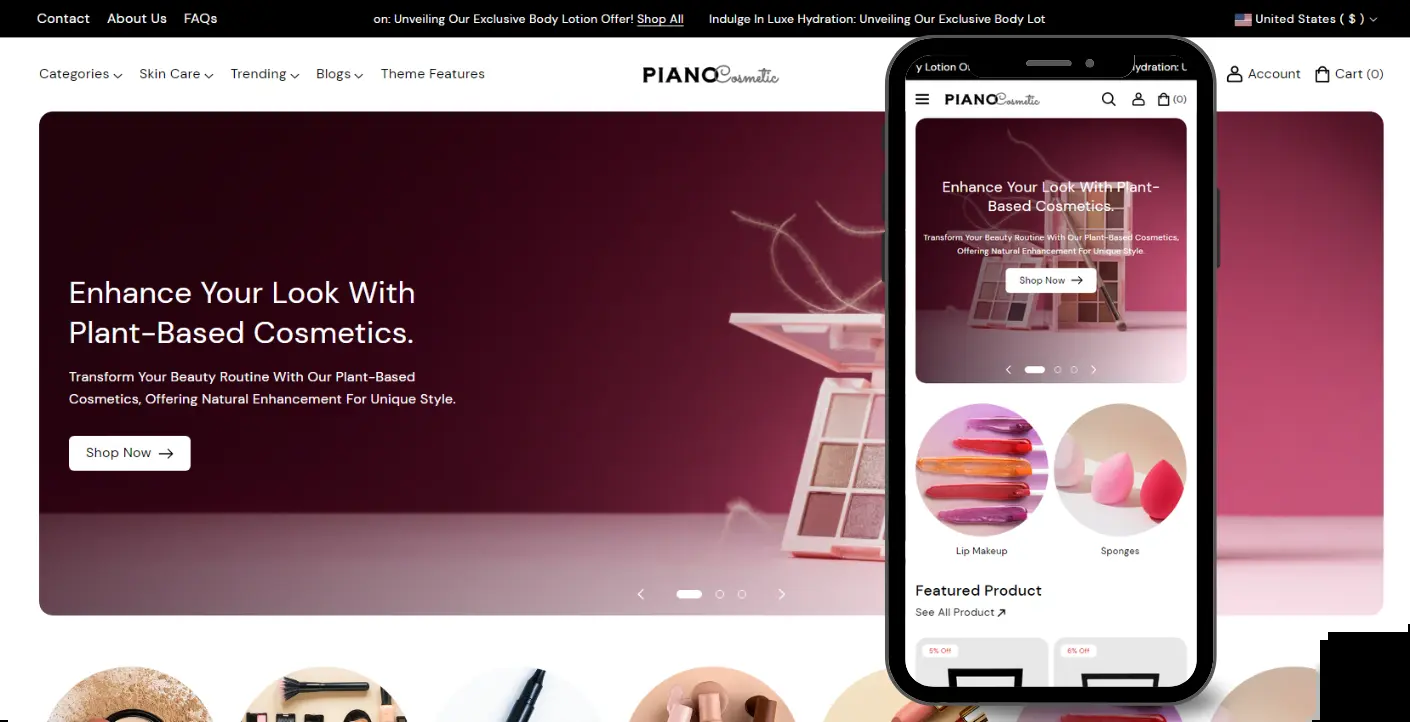 Contact About Us FAQs
on: Unveiling Our Exclusive Body Lotion Offer! Shop All
Indulge In Luxe Hydration: Unveiling Our Exclusive Body Lot
United States ( $ )
Categories Skin Care Trending Blogs Theme Features
PIANO Cosmetic
Account Cart (0)
Enhance Your Look With
Plant-Based Cosmetics.
Transform Your Beauty Routine With Our Plant-Based
Cosmetics, Offering Natural Enhancement For Unique Style.
Shop Now
y Lotion O
ydration: U
PIANO Cosmetic
(0)
Enhance Your Look With Plant-
Based Cosmetics.
Transform Your Beauty Routine With Our Plant-Based Cosmetics,
Offering Natural Enhancement For Unique Style.
Shop Now
Lip Makeup
Sponges
Featured Product
See All Product
5% Off
6% Off